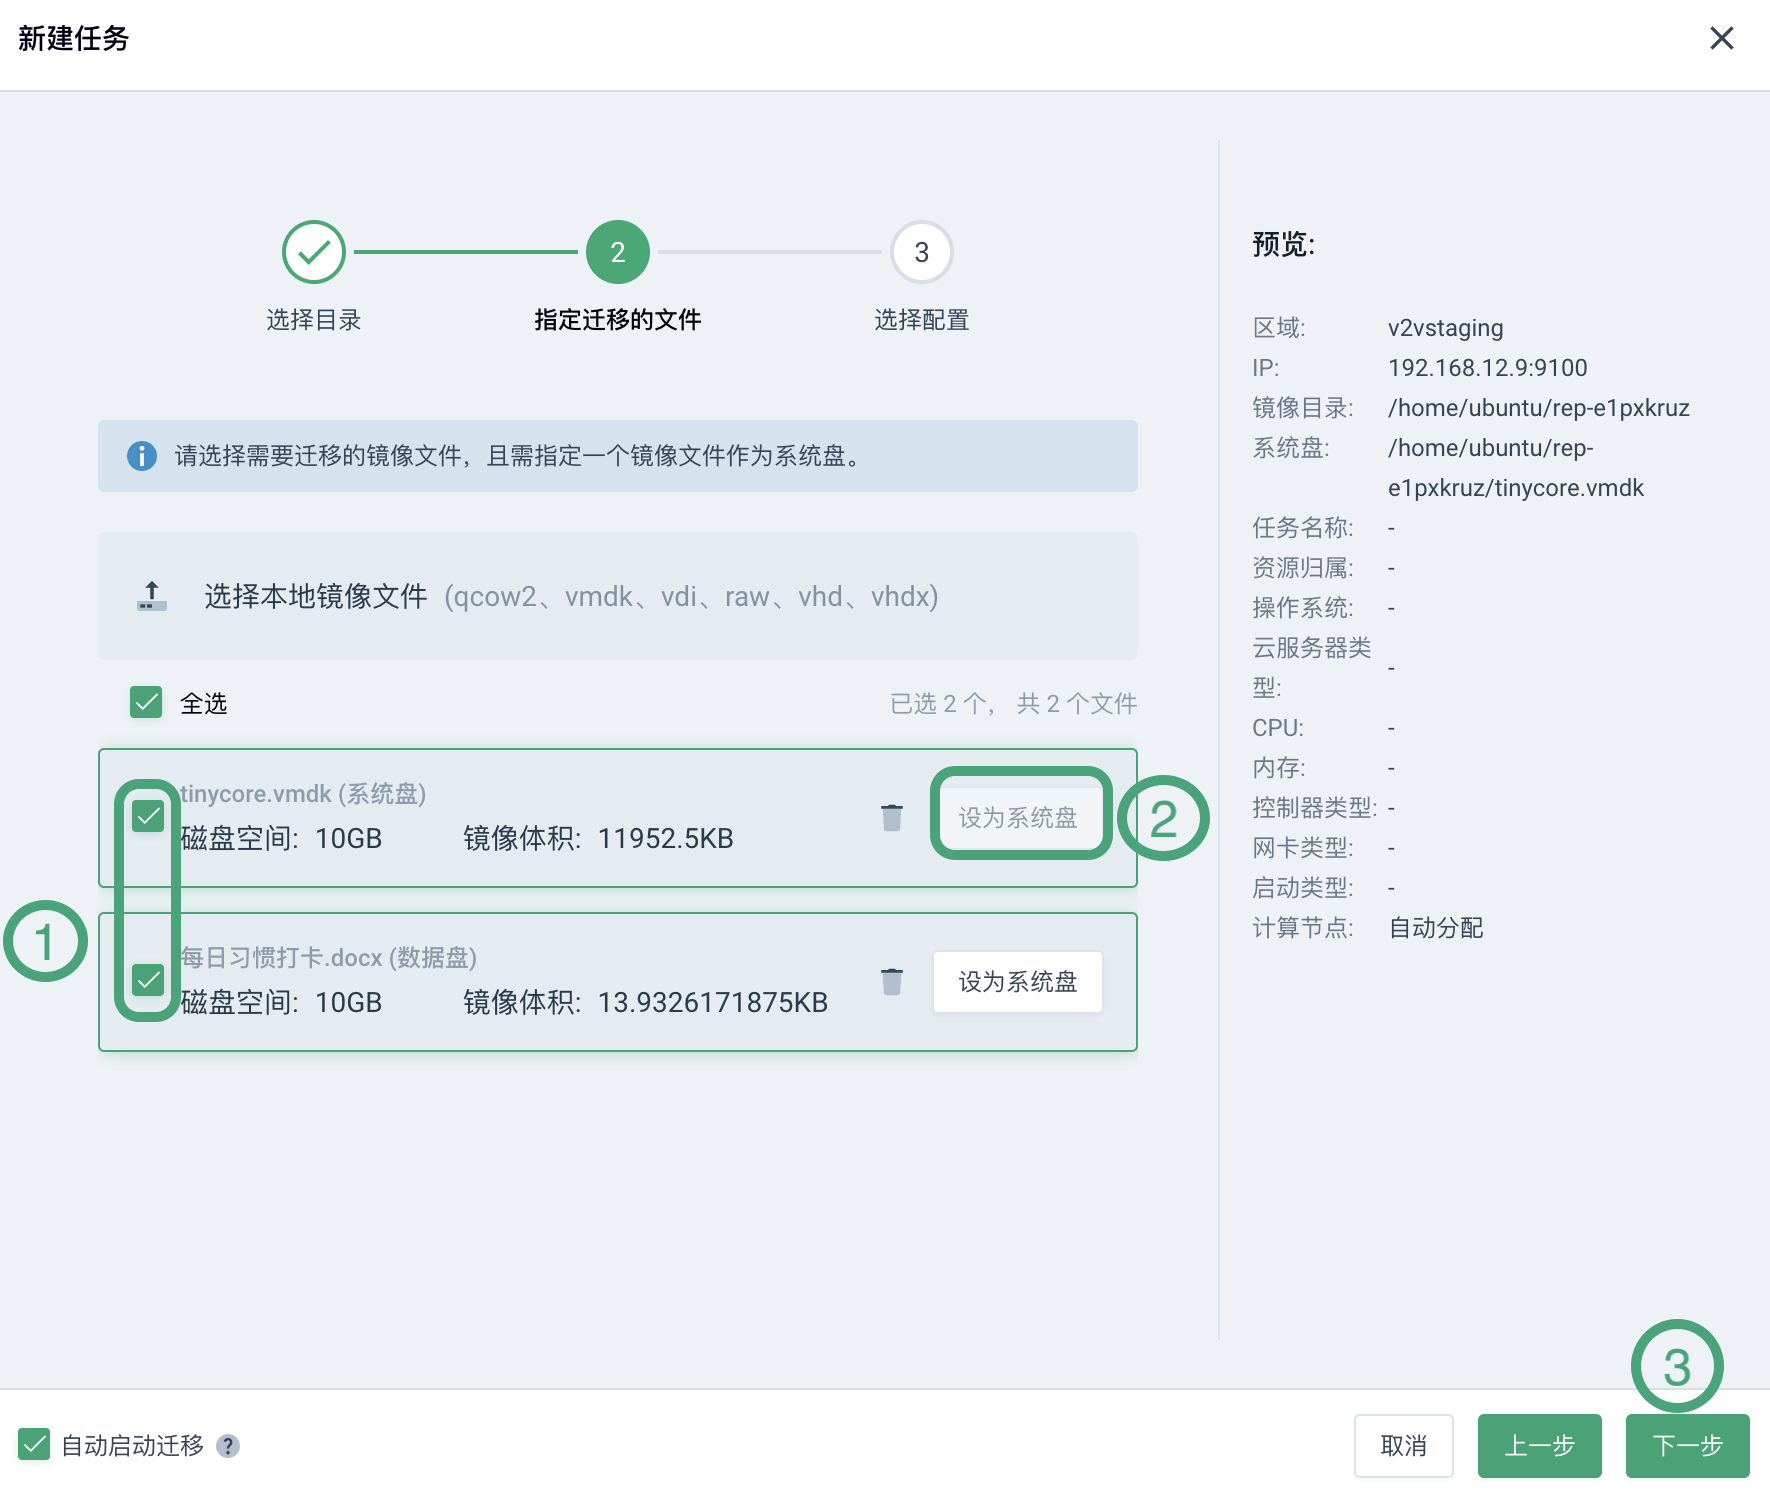 新建任务
2
3
选择目录
指定迁移的文件
选择配置
请选择需要迁移的镜像文件，且需指定一个镜像文件作为系统盘。
选择本地镜像文件 (qcow2、vmdk、vdi、raw、vhd、vhdx)
全选
已选 2 个， 共 2 个文件
tinycore.vmdk (系统盘)
磁盘空间: 10GB 镜像体积: 11952.5KB
设为系统盘
2
1
每日习惯打卡.docx (数据盘)
磁盘空间: 10GB 镜像体积: 13.9326171875KB
设为系统盘
预览:
区域: v2vstaging
IP: 192.168.12.9:9100
镜像目录: /home/ubuntu/rep-e1pxkruz
系统盘: /home/ubuntu/rep-
e1pxkruz/tinycore.vmdk
任务名称: -
资源归属: -
操作系统: -
云服务器类
型: -
CPU: -
内存: -
控制器类型: -
网卡类型: -
启动类型: -
计算节点: 自动分配
3
自动启动迁移 ?
取消
上一步
下一步